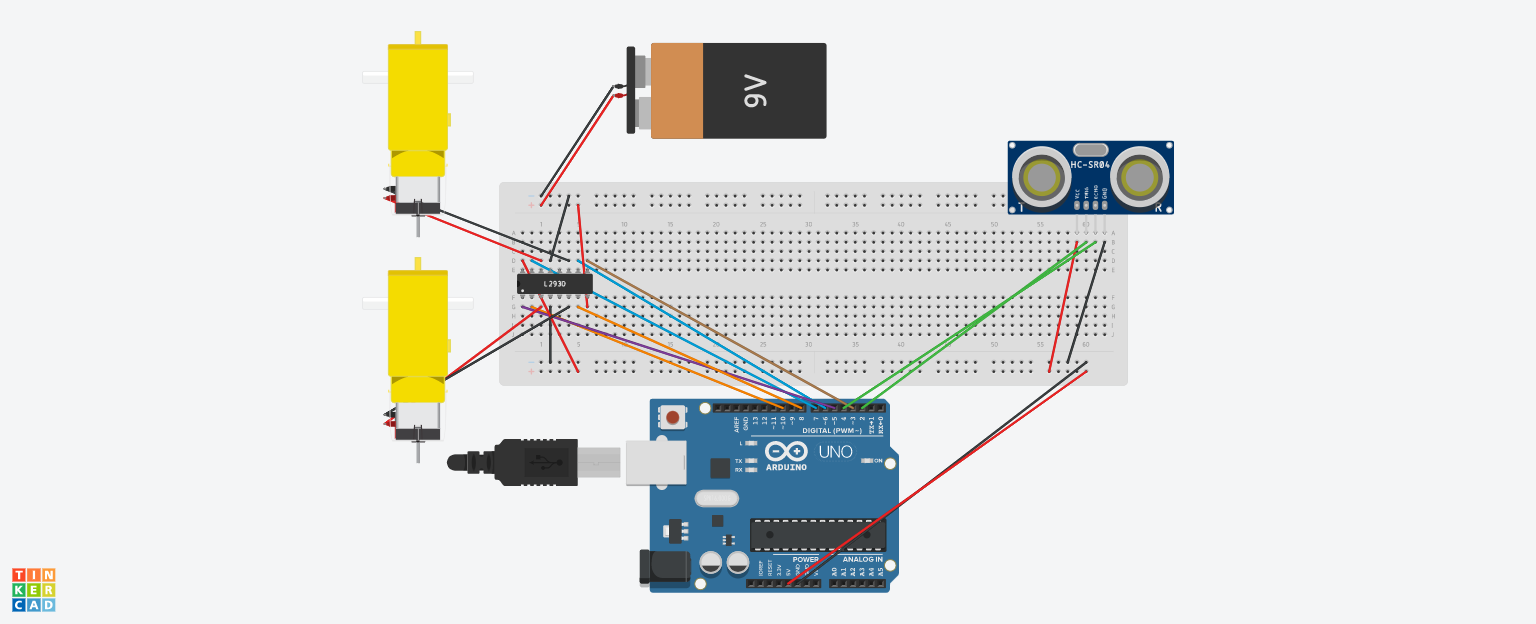 9V
HC-SR04
VCC
TRIG
ECHO
GND
T
R
1 5 10 15 20 25 30 35 40 45 50 55 60
L293D
AREF
GND
13
12
~11
~10
~9
8
7
~6
~5
4
~3
2
TX→1
RX←0
DIGITAL (PWM~)
L
TX
RX
ARDUINO
UNO
ON
POWER
ANALOG IN
IOREF
RESET
3.3V
5V
GND
A0
A1
A2
A3
A4
A5
TIN
KER
CAD